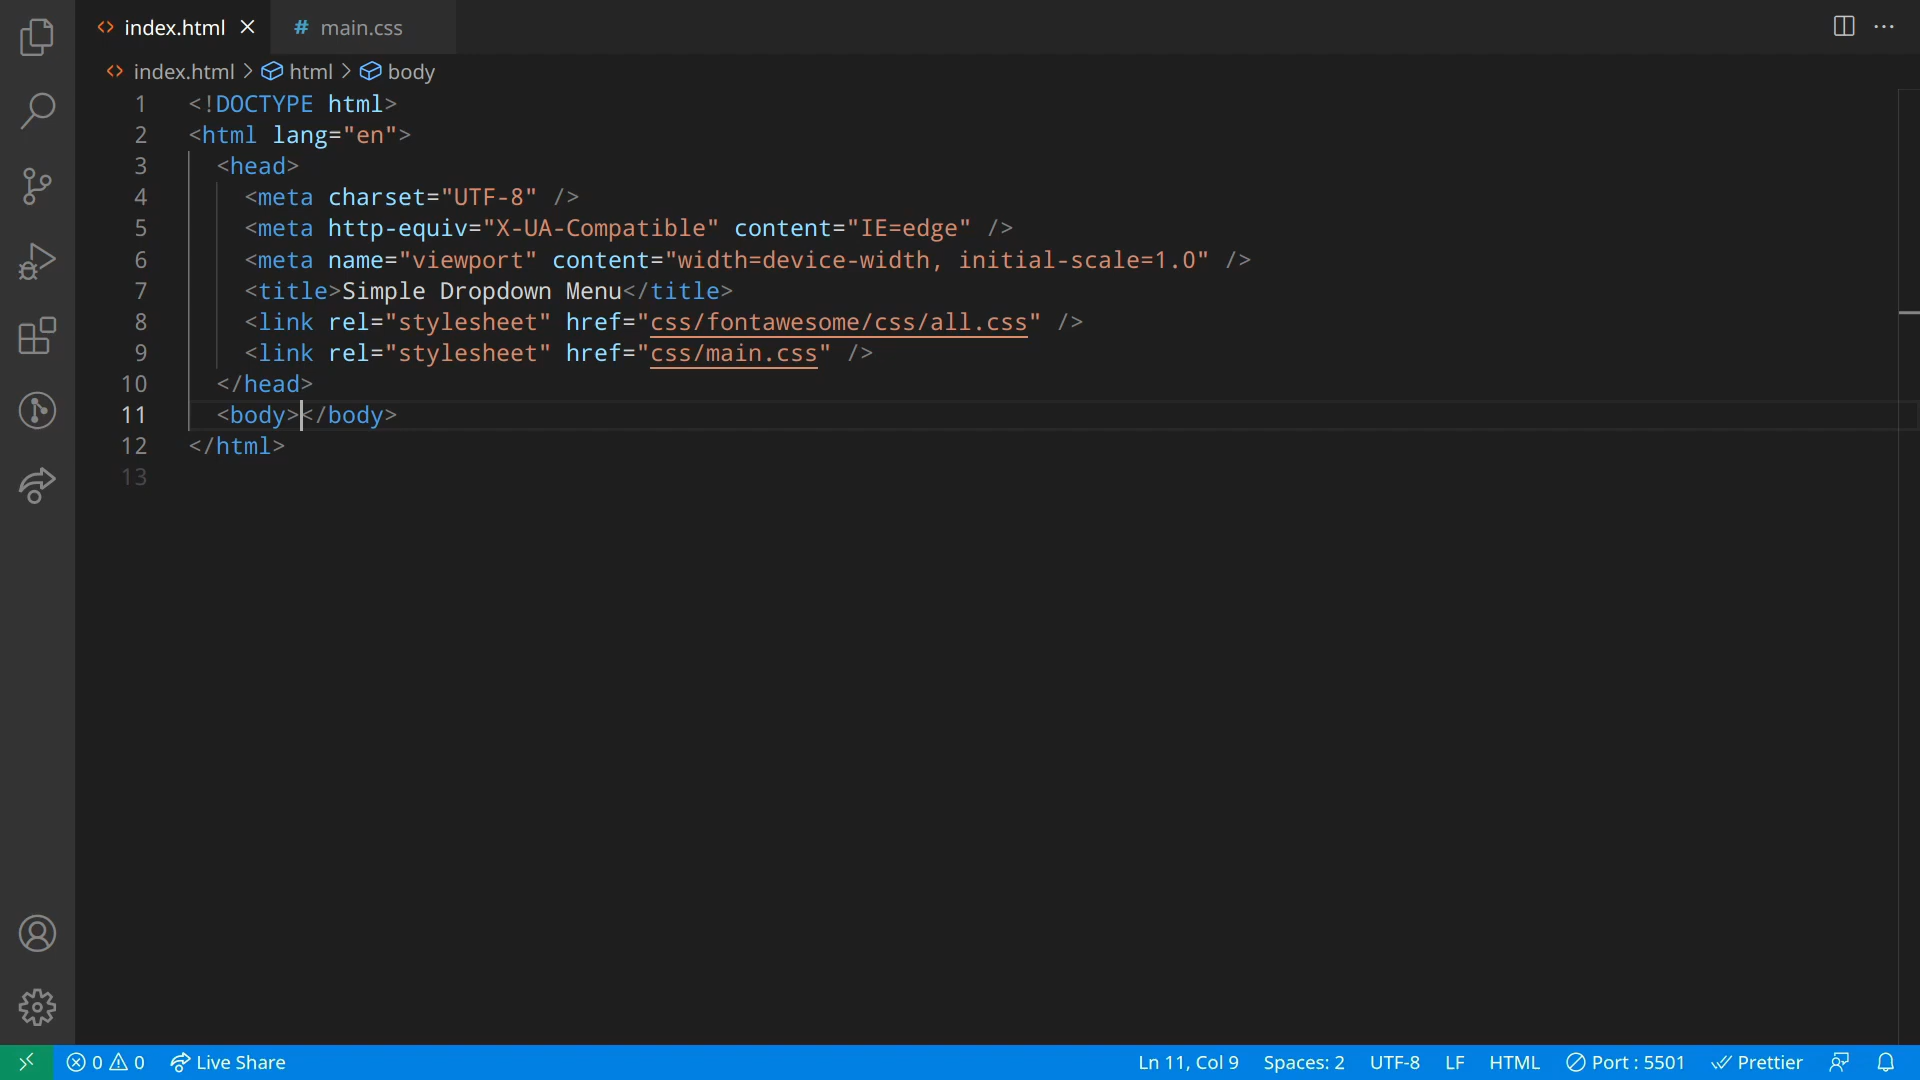 index.html
main.css
index.html html body
1 <!DOCTYPE html>
2 <html lang="en">
3 <head>
4 <meta charset="UTF-8" />
5 <meta http-equiv="X-UA-Compatible" content="IE=edge" />
6 <meta name="viewport" content="width=device-width, initial-scale=1.0" />
7 <title>Simple Dropdown Menu</title>
8 <link rel="stylesheet" href="css/fontawesome/css/all.css" />
9 <link rel="stylesheet" href="css/main.css" />
10 </head>
11 <body></body>
12 </html>
13
0 0 Live Share Ln 11, Col 9 Spaces: 2 UTF-8 LF HTML Port : 5501 Prettier